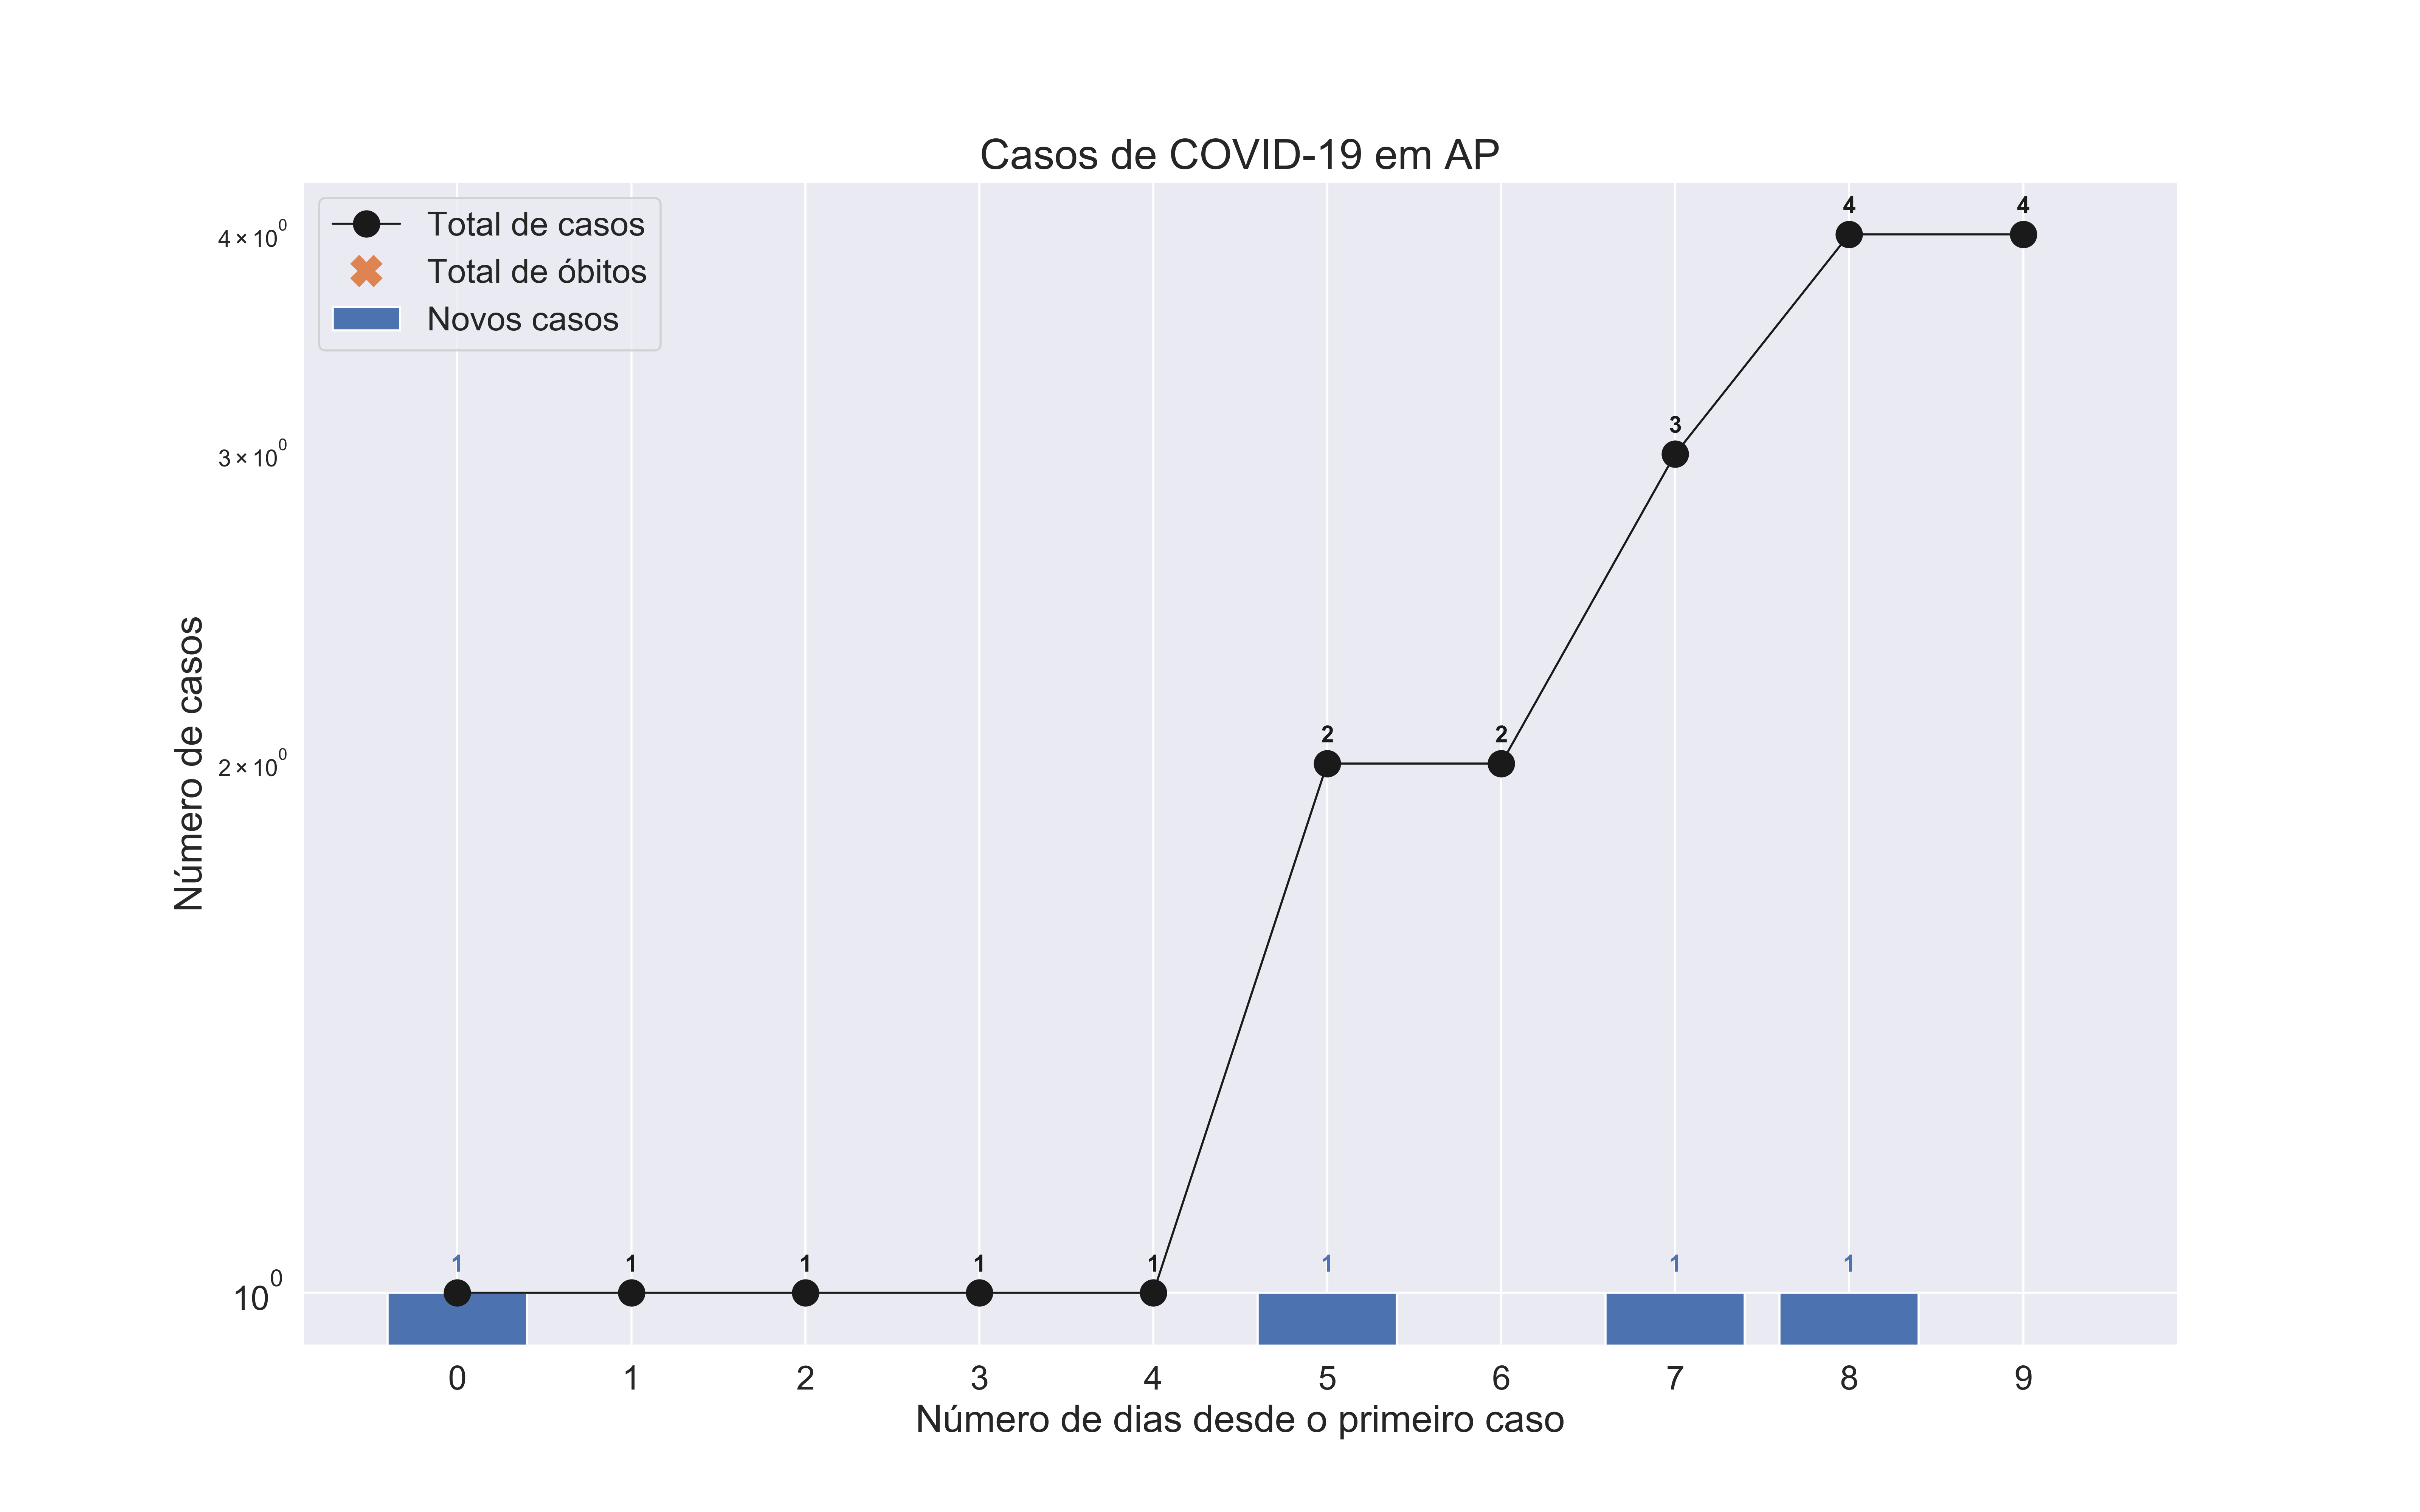 Casos de COVID-19 em AP
Total de casos
Total de óbitos
Novos casos
4 × 10⁰
3 × 10⁰
2 × 10⁰
10⁰
Número de casos
4 4
3
2 2
1 1 1 1 1 1 1 1
0 1 2 3 4 5 6 7 8 9
Número de dias desde o primeiro caso